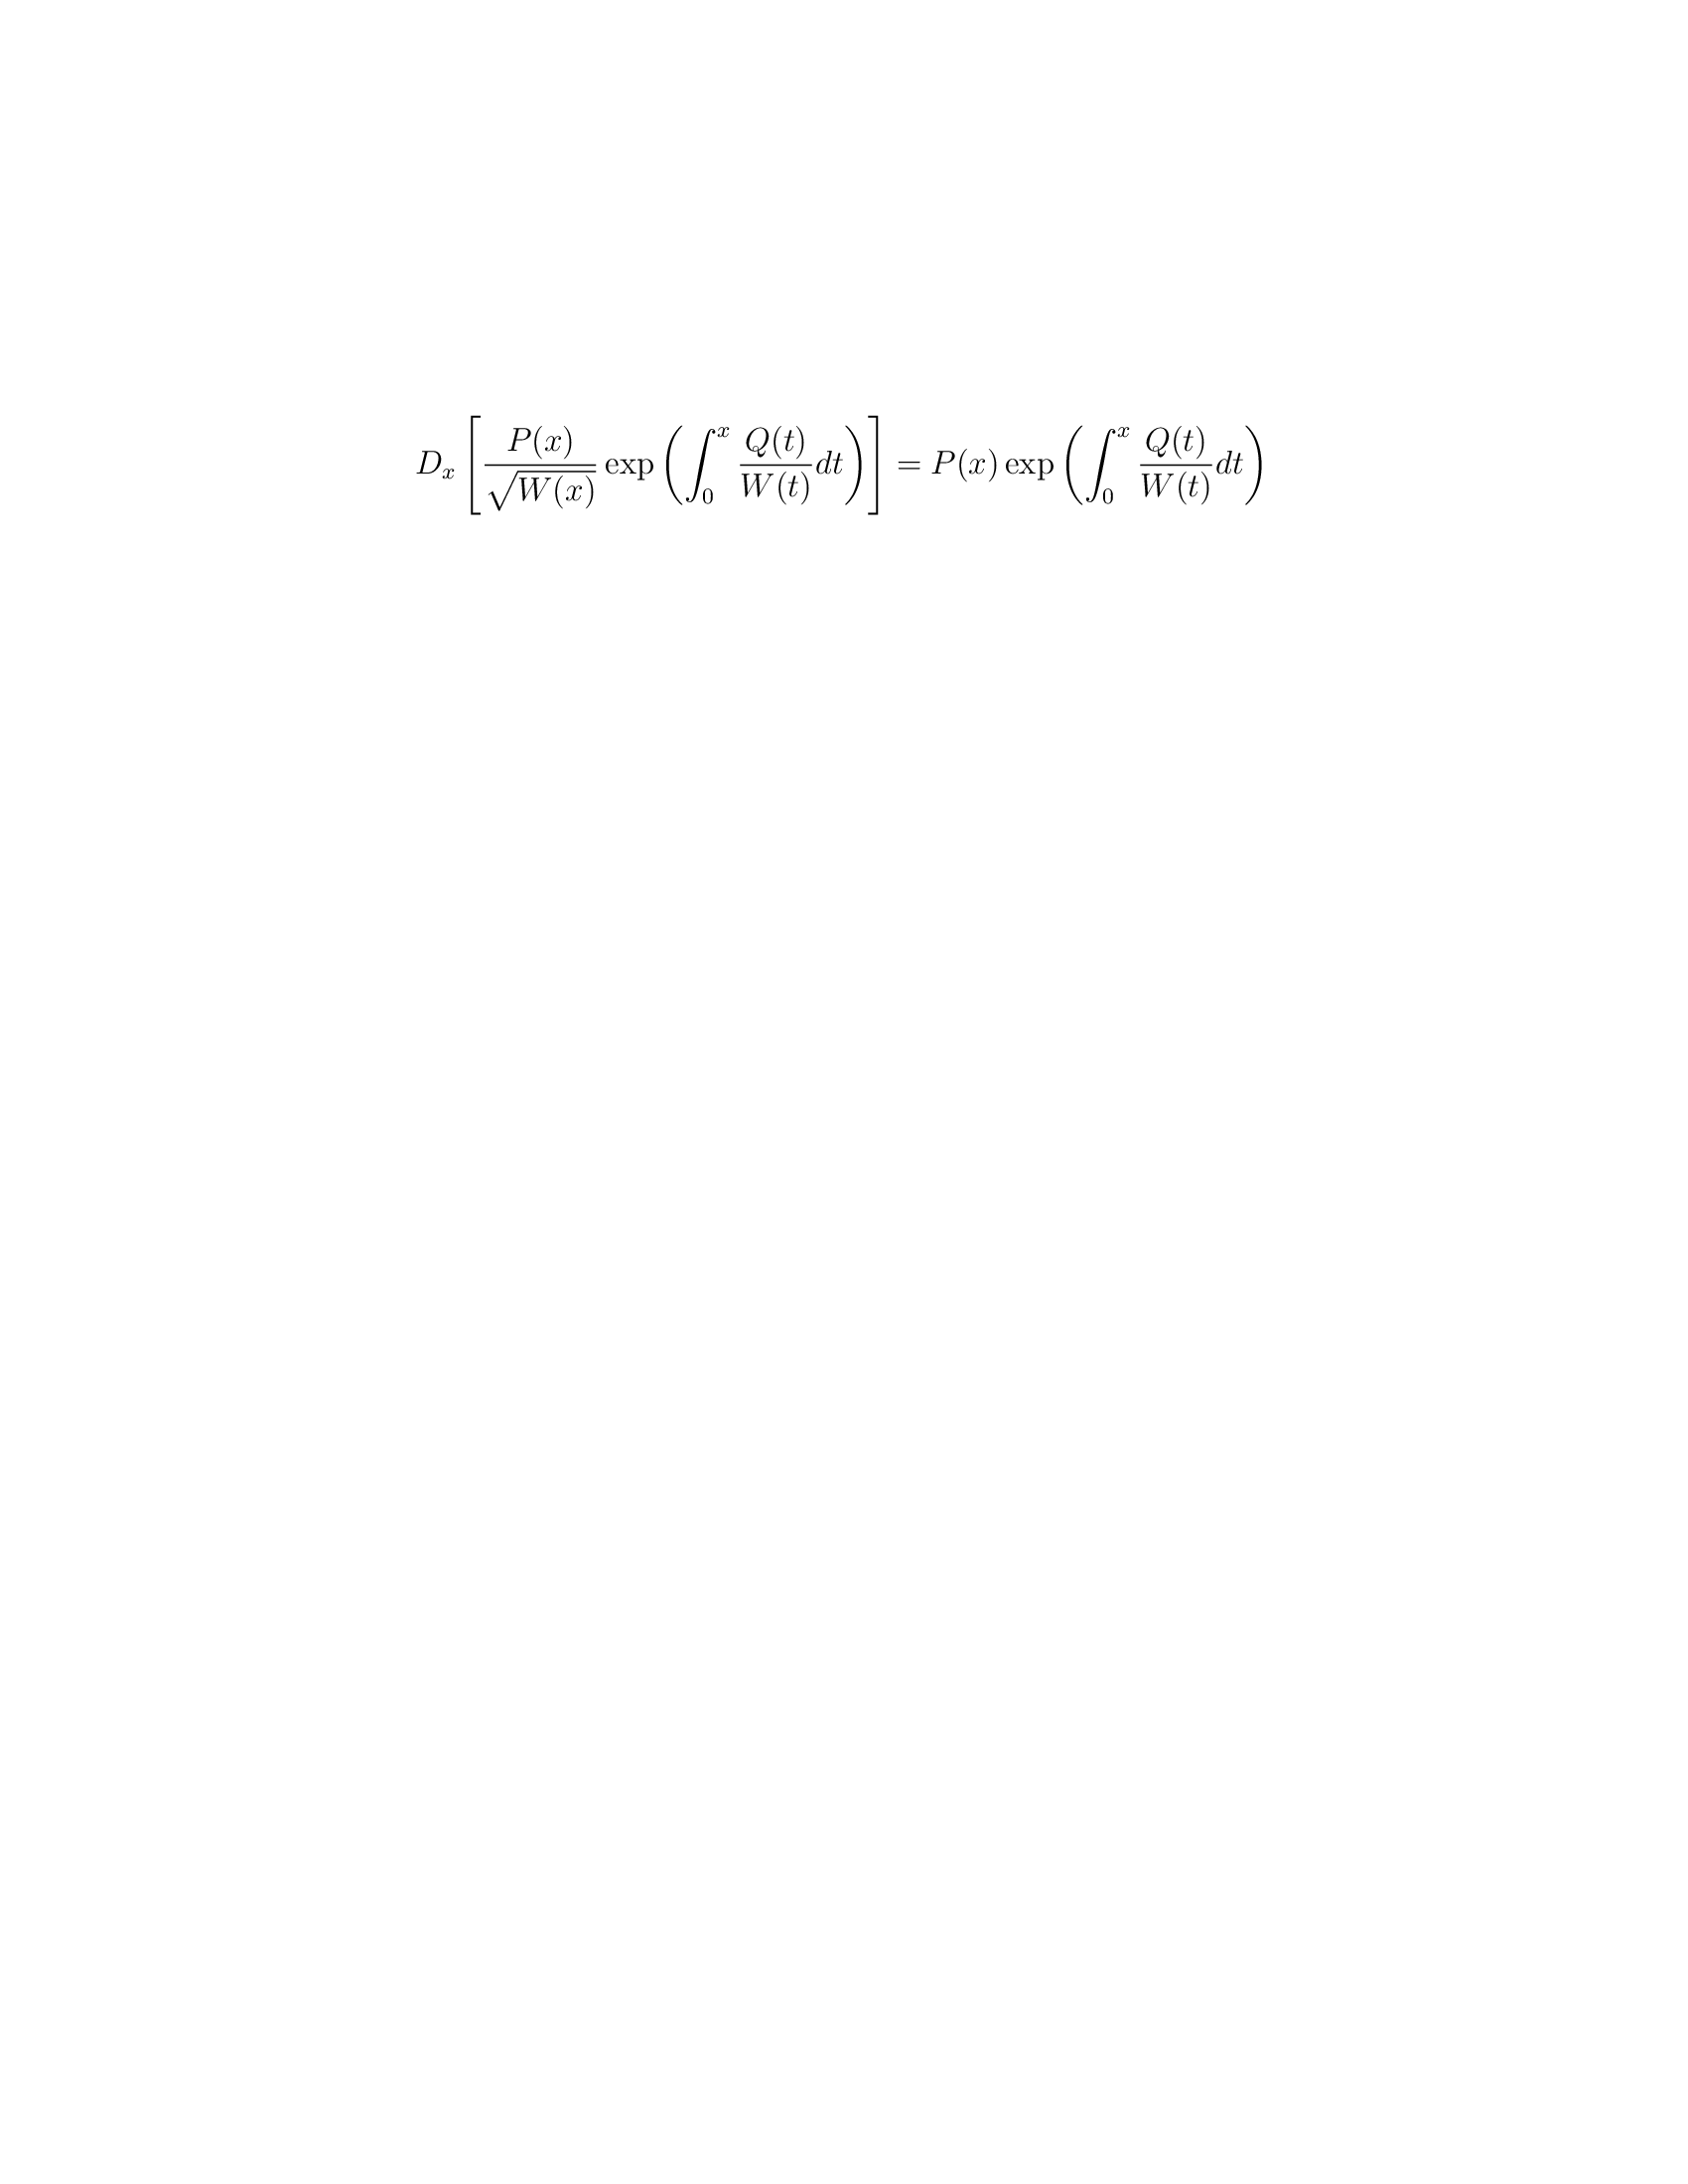 $$D_x \left[ \frac{P(x)}{\sqrt{W(x)}} \exp \left( \int_0^x \frac{Q(t)}{W(t)} dt \right) \right] = P(x) \exp \left( \int_0^x \frac{Q(t)}{W(t)} dt \right)$$